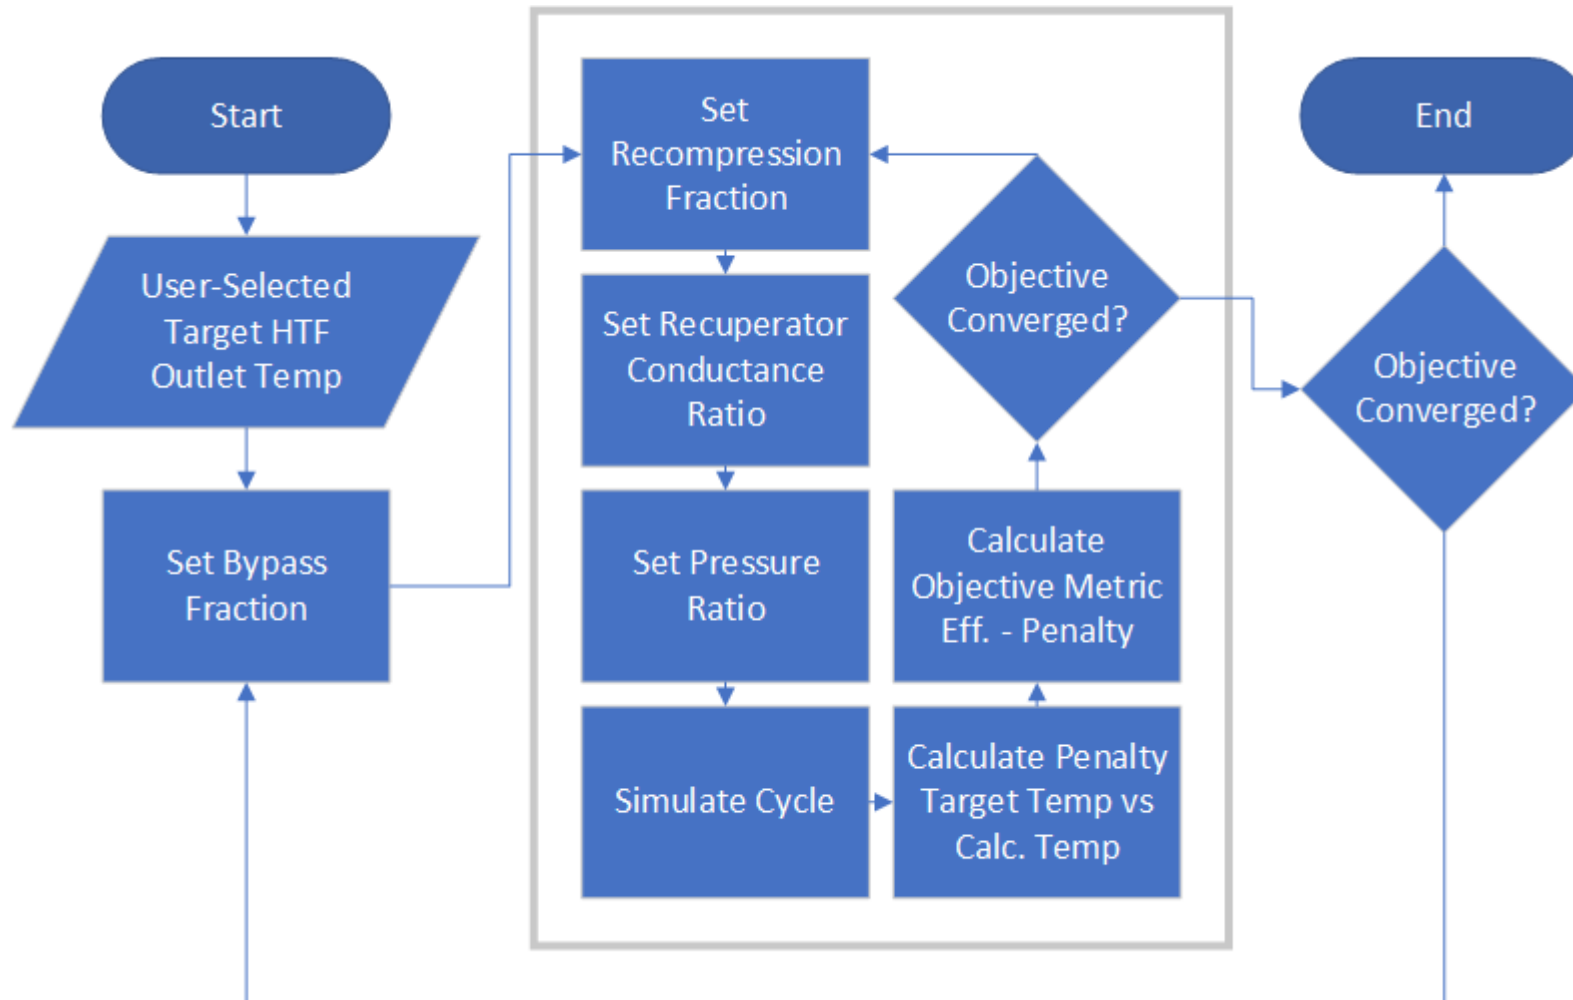 Start
User-Selected
Target HTF
Outlet Temp
Set Bypass
Fraction
Set
Recompression
Fraction
Set Recuperator
Conductance
Ratio
Set Pressure
Ratio
Simulate Cycle
Calculate Penalty
Target Temp vs
Calc. Temp
Calculate
Objective Metric
Eff. - Penalty
Objective
Converged?
Objective
Converged?
End